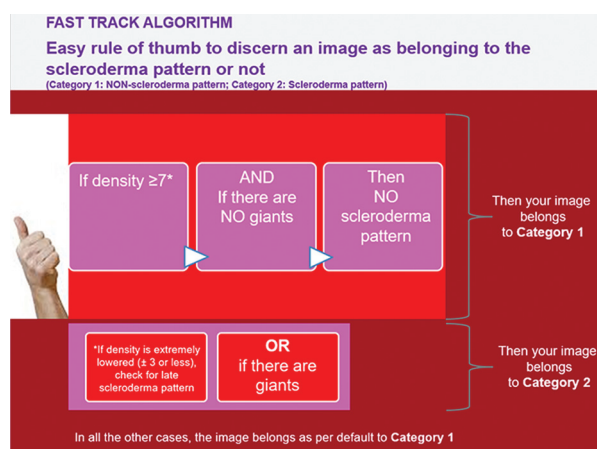 FAST TRACK ALGORITHM
Easy rule of thumb to discern an image as belonging to the
scleroderma pattern or not
(Category 1: NON-scleroderma pattern; Category 2: Scleroderma pattern)
If density ≥7*
AND
If there are
NO giants
Then
NO
scleroderma
pattern
Then your image
belongs
to Category 1
*If density is extremely
lowered (± 3 or less),
check for late
scleroderma pattern
OR
if there are
giants
Then your image
belongs
to Category 2
In all the other cases, the image belongs as per default to Category 1